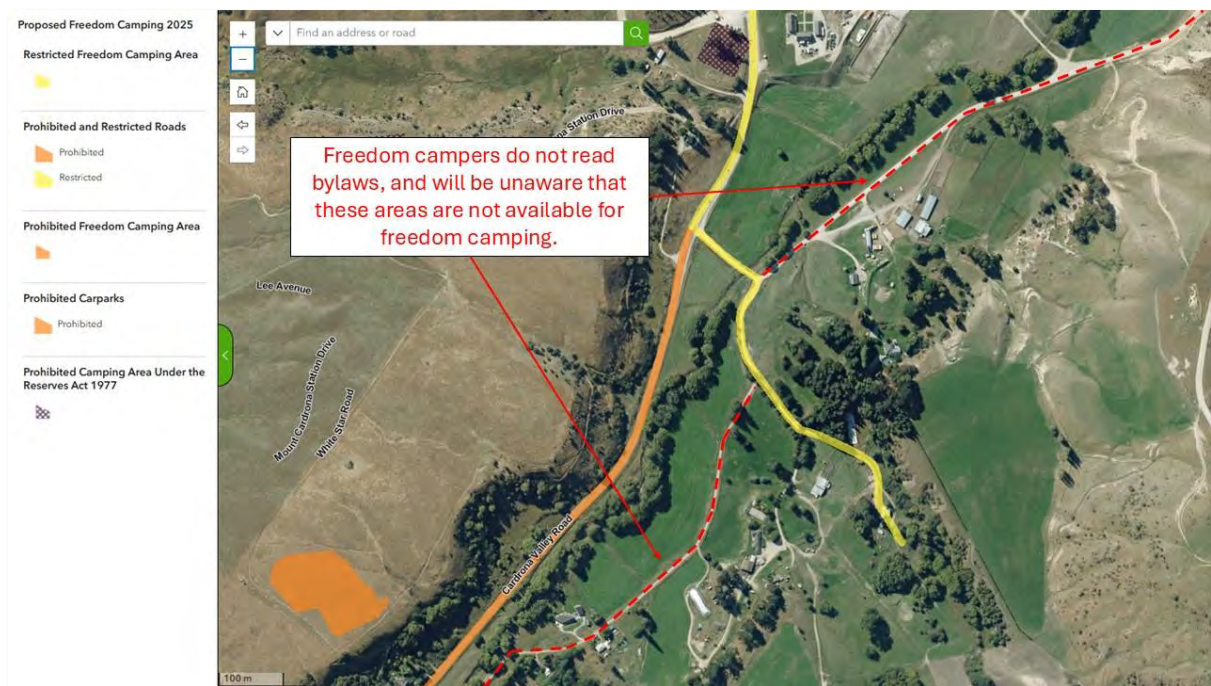 Proposed Freedom Camping 2025
Restricted Freedom Camping Area
Prohibited and Restricted Roads
Prohibited
Restricted
Prohibited Freedom Camping Area
Prohibited Carparks
Prohibited
Prohibited Camping Area Under the
Reserves Act 1977
Find an address or road
na Station Drive
Freedom campers do not read
bylaws, and will be unaware that
these areas are not available for
freedom camping.
Lee Avenue
Mount Cardrona Station Drive
White Star Road
Cardrona Valley Road
100 m